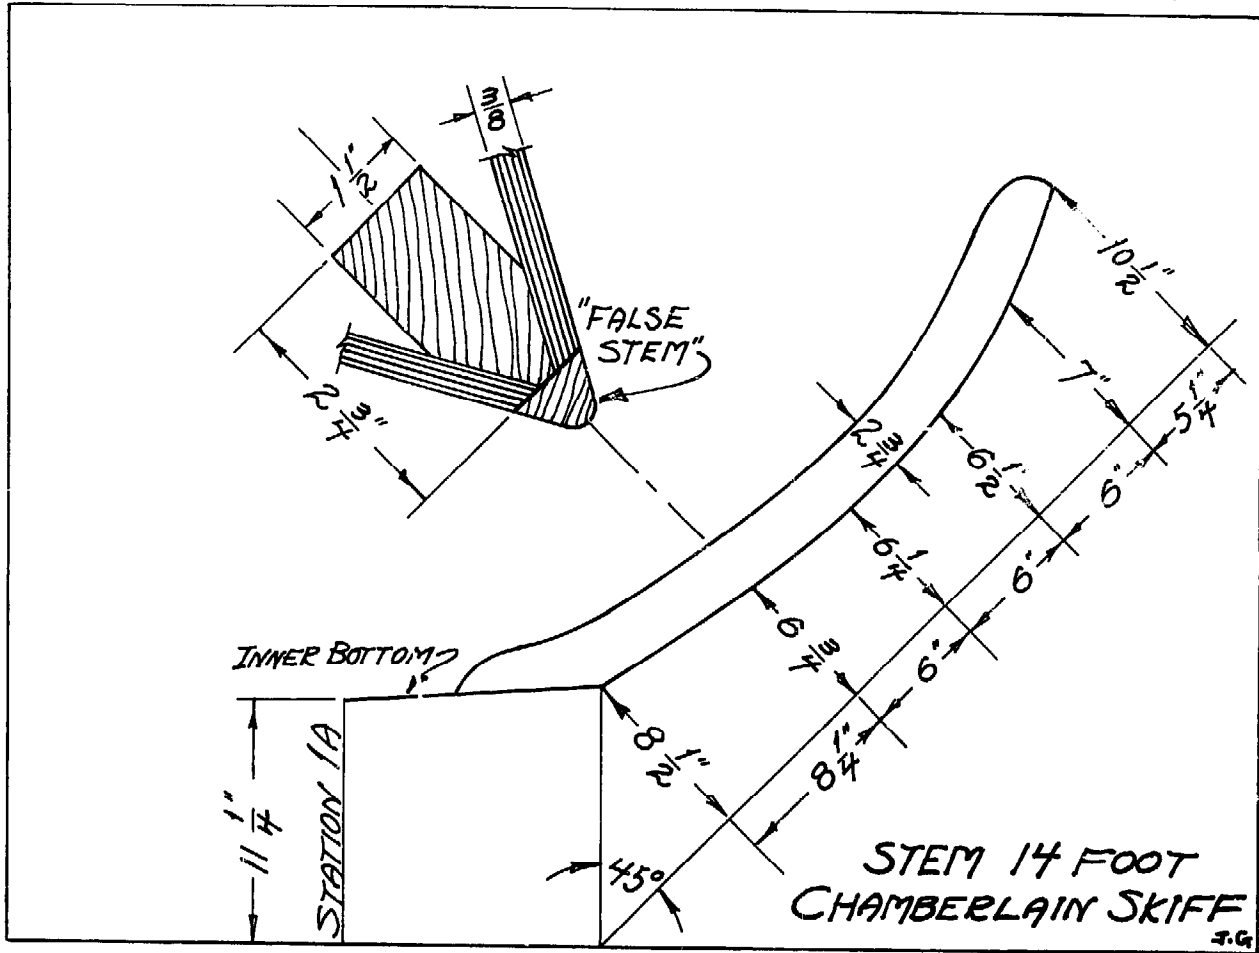 3/8
1 1/2"
"FALSE
STEM"
2 3/4"
10 1/2"
7"
5 1/4"
2 3/4
6 1/2"
6"
6 1/4
6"
6 3/4
6"
INNER BOTTOM
8 1/2"
8 1/4"
11 1/4"
STATION 1A
45°
STEM 14 FOOT
CHAMBERLAIN SKIFF
J.G